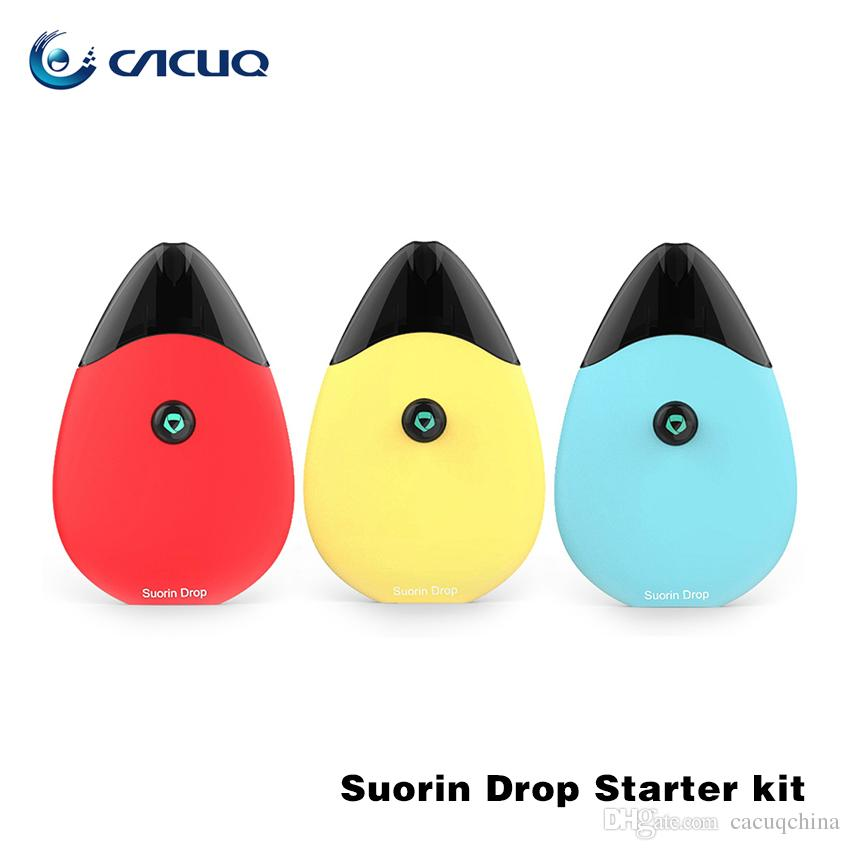 CACUQ
Suorin Drop
Suorin Drop
Suorin Drop
Suorin Drop Starter kit
DHgate.com cacuqchina